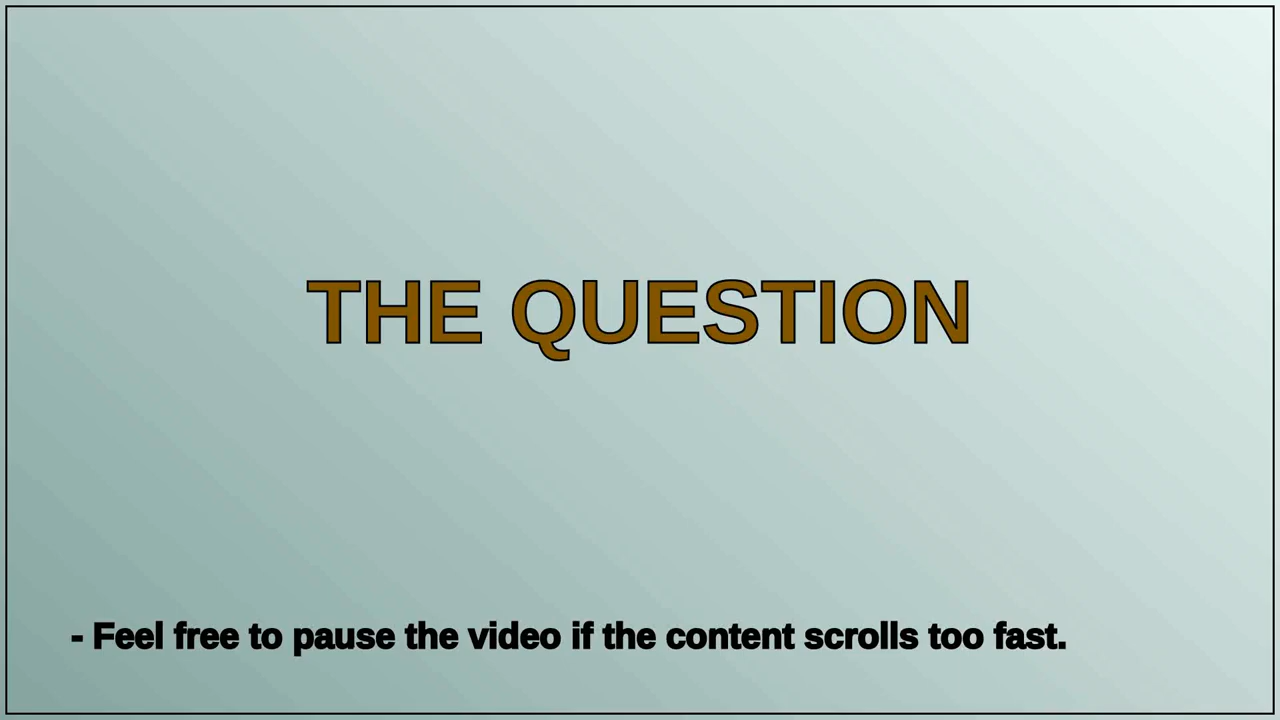 THE QUESTION
- Feel free to pause the video if the content scrolls too fast.